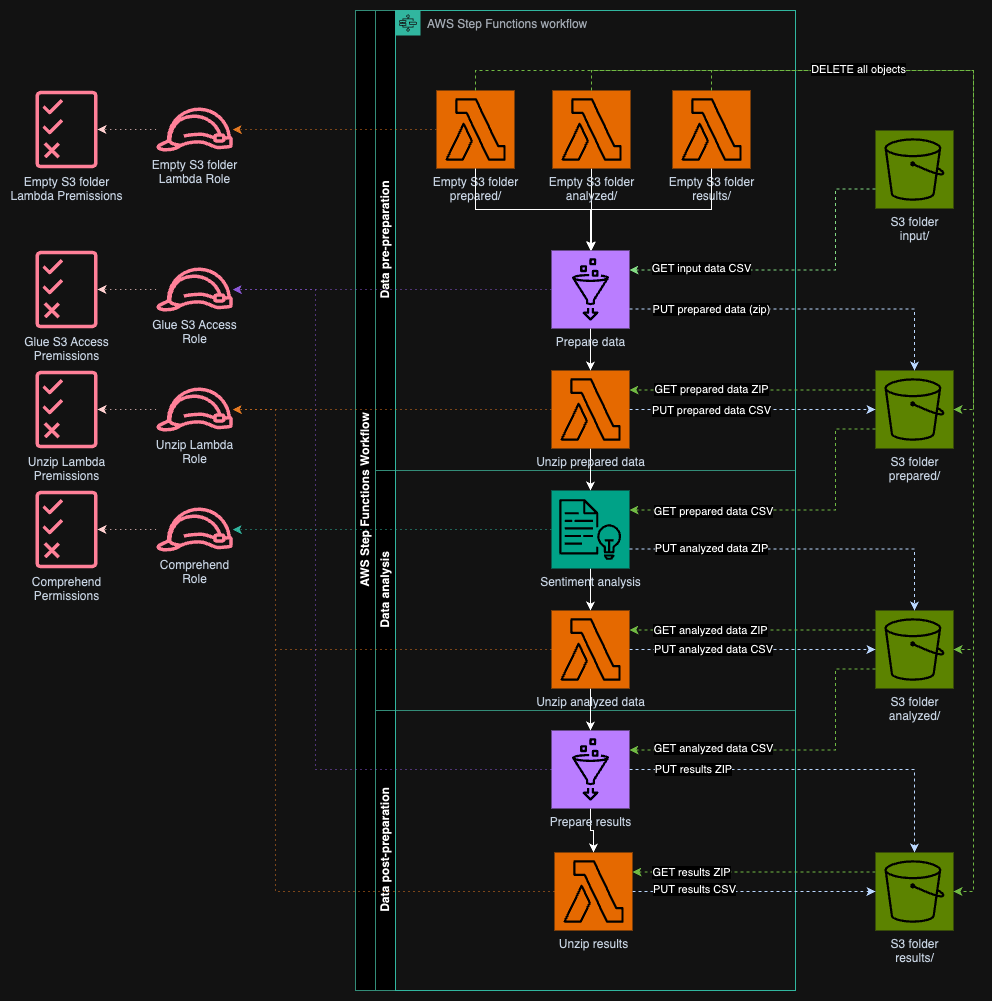 AWS Step Functions workflow
DELETE all objects
Empty S3 folder
Lambda Premissions
Empty S3 folder
Lambda Role
Empty S3 folder
prepared/
Empty S3 folder
analyzed/
Empty S3 folder
results/
S3 folder
input/
Data pre-preparation
GET input data CSV
PUT prepared data (zip)
Glue S3 Access
Premissions
Glue S3 Access
Role
Prepare data
GET prepared data ZIP
PUT prepared data CSV
Unzip Lambda
Premissions
Unzip Lambda
Role
Unzip prepared data
S3 folder
prepared/
AWS Step Functions Workflow
Data analysis
GET prepared data CSV
PUT analyzed data ZIP
Comprehend
Permissions
Comprehend
Role
Sentiment analysis
GET analyzed data ZIP
PUT analyzed data CSV
Unzip analyzed data
S3 folder
analyzed/
Data post-preparation
GET analyzed data CSV
PUT results ZIP
Prepare results
GET results ZIP
PUT results CSV
Unzip results
S3 folder
results/